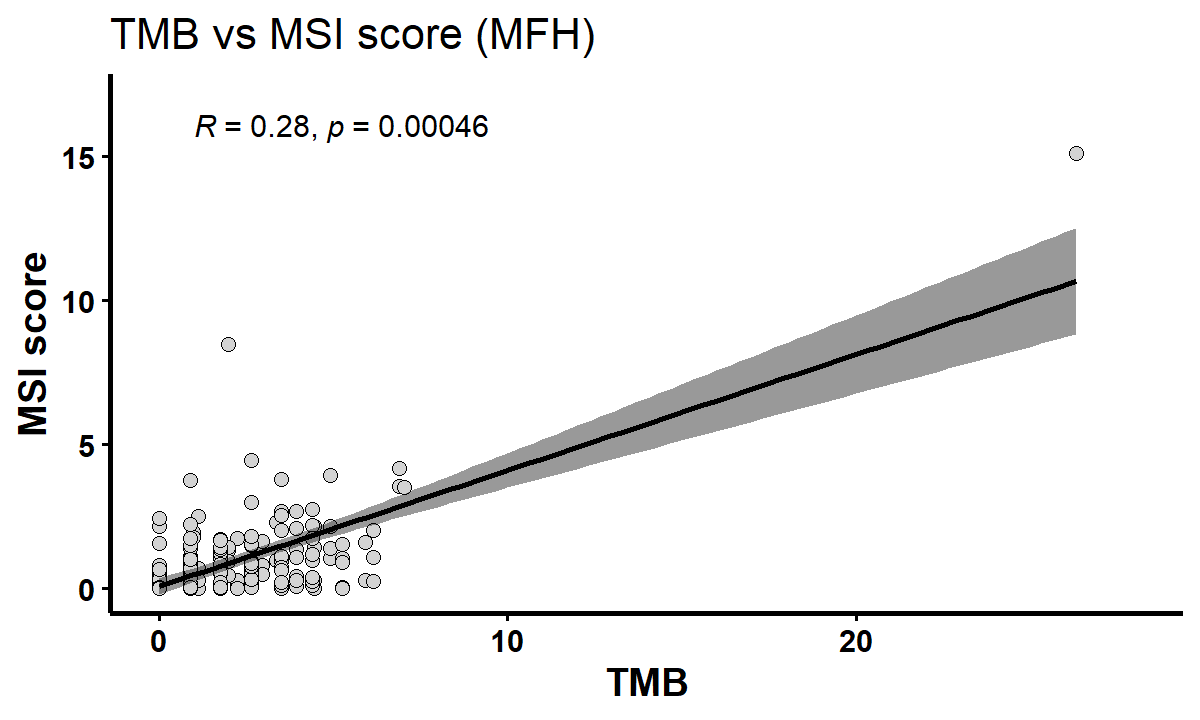 TMB vs MSI score (MFH)
R = 0.28, p = 0.00046
15
10
5
0
MSI score
0 10 20
TMB